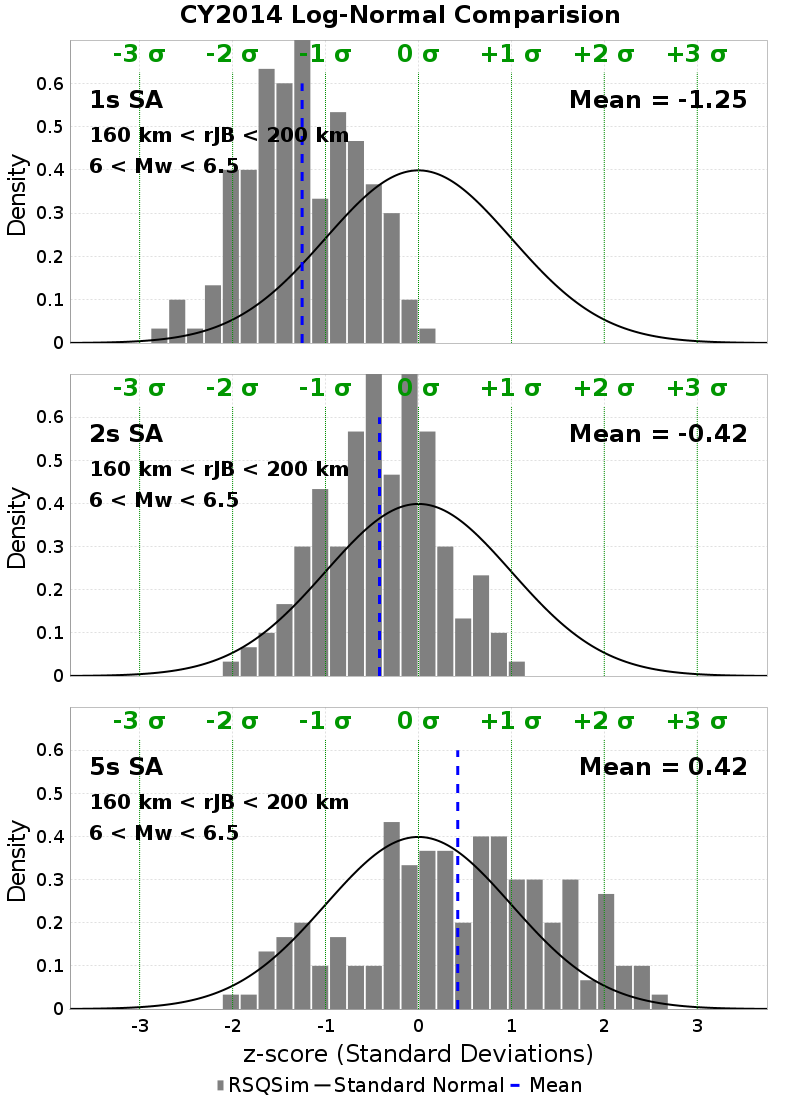 CY2014 Log-Normal Comparision
-3 σ -2 σ -1 σ 0 σ +1 σ +2 σ +3 σ
0.6
1s SA Mean = -1.25
0.5
160 km < rJB < 200 km
6 < Mw < 6.5
0.4
0.3
0.2
0.1
0
Density
-3 σ -2 σ -1 σ 0 σ +1 σ +2 σ +3 σ
0.6
2s SA Mean = -0.42
0.5
160 km < rJB < 200 km
6 < Mw < 6.5
0.4
0.3
0.2
0.1
0
Density
-3 σ -2 σ -1 σ 0 σ +1 σ +2 σ +3 σ
0.6
5s SA Mean = 0.42
0.5
160 km < rJB < 200 km
6 < Mw < 6.5
0.4
0.3
0.2
0.1
0
Density
-3 -2 -1 0 1 2 3
z-score (Standard Deviations)
RSQSim Standard Normal Mean